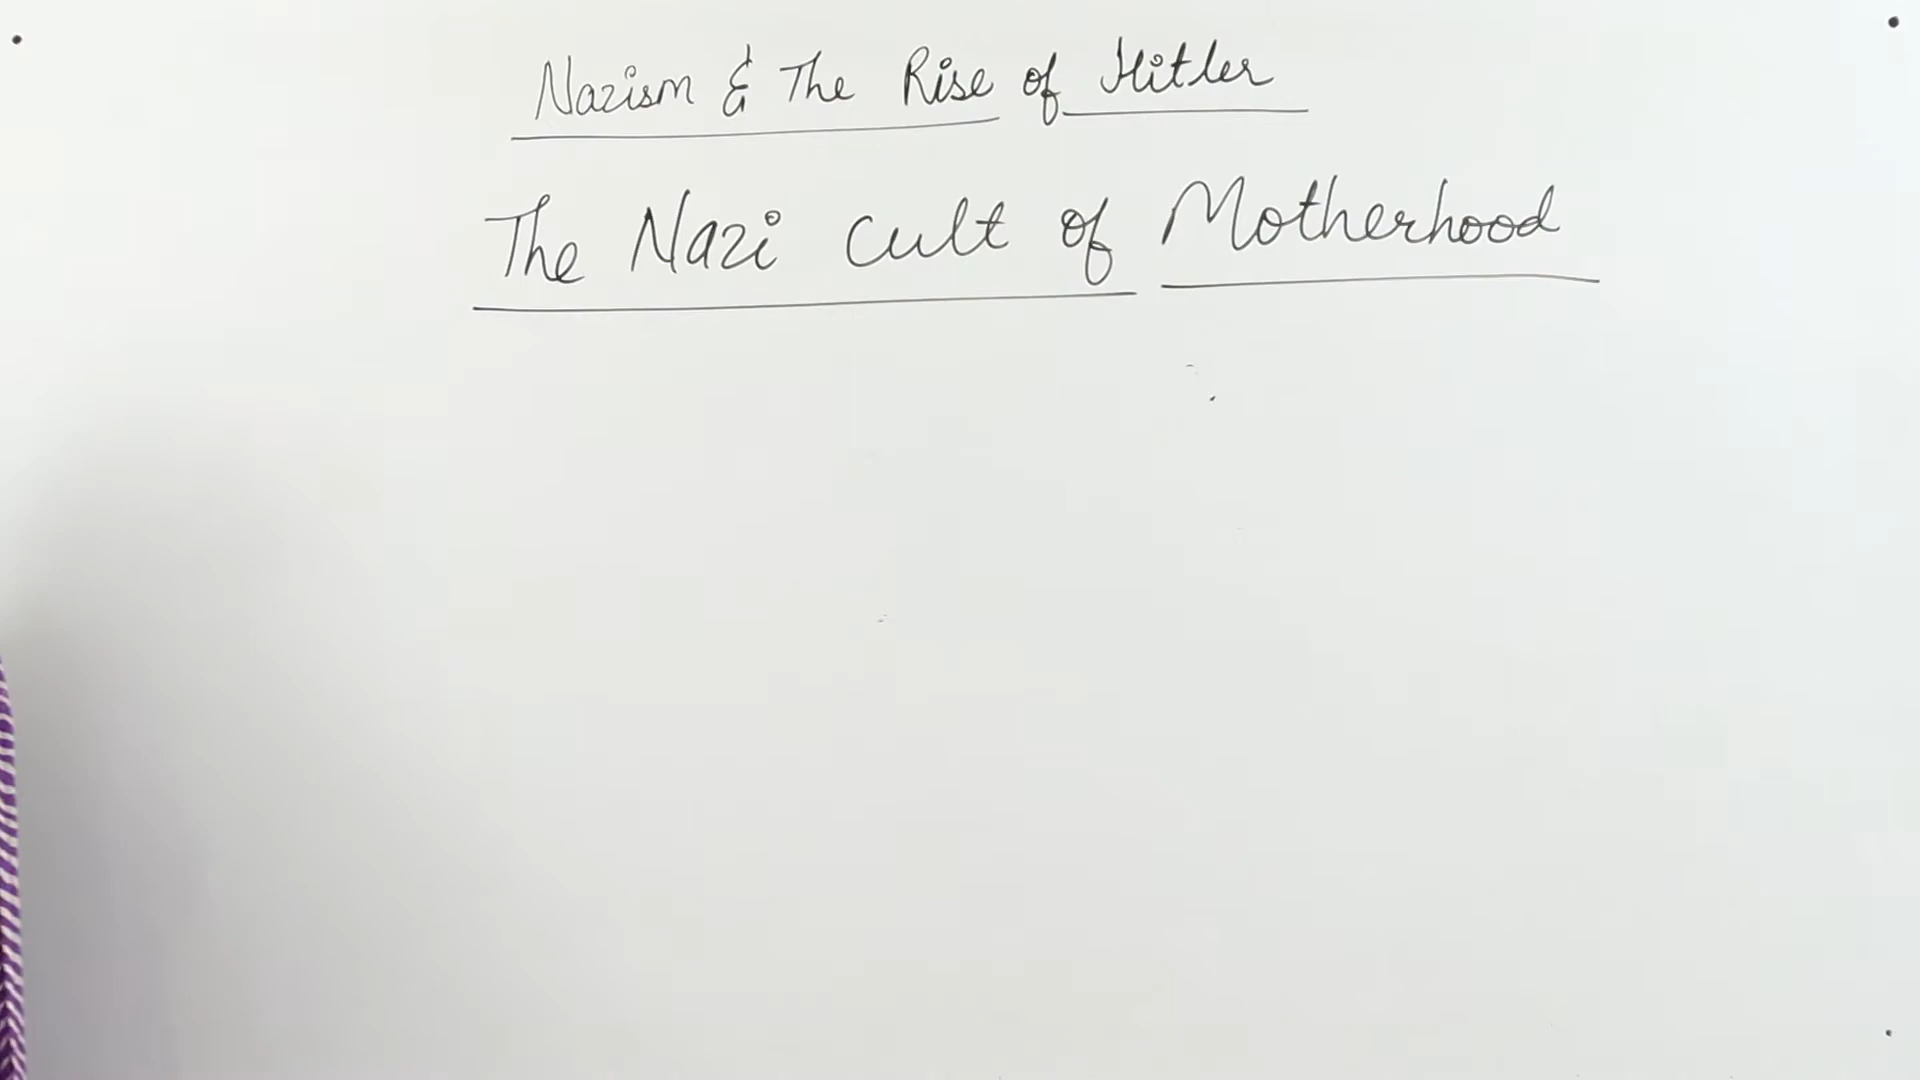 Nazism & The Rise of Hitler
The Nazi Cult of Motherhood